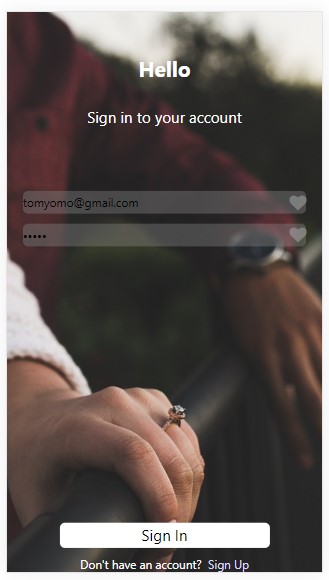 Hello
Sign in to your account
tomyomo@gmail.com
•••••
Sign In
Don't have an account? Sign Up